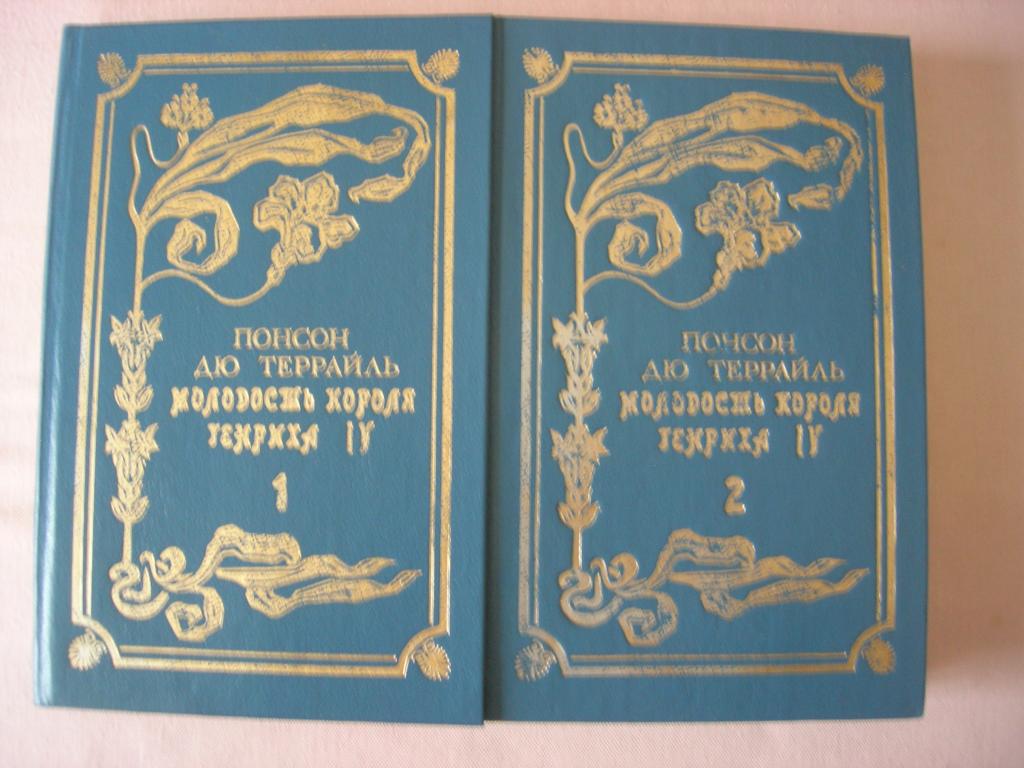 ПОНСОН
ДЮ ТЕРРАЙЛЬ
МОЛОДОСТЬ КОРОЛЯ
ГЕНРИХА IV
1
ПОНСОН
ДЮ ТЕРРАЙЛЬ
МОЛОДОСТЬ КОРОЛЯ
ГЕНРИХА IV
2